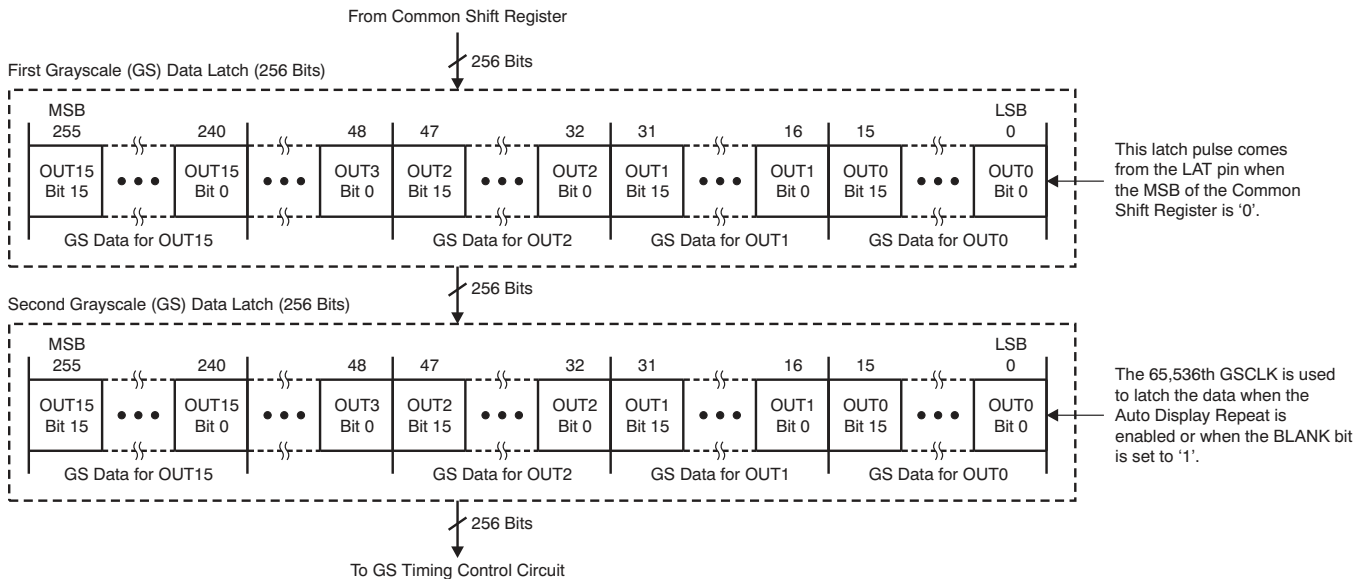 From Common Shift Register
256 Bits
First Grayscale (GS) Data Latch (256 Bits)
MSB LSB
255 240 48 47 32 31 16 15 0
OUT15 OUT15 OUT3 OUT2 OUT2 OUT1 OUT1 OUT0 OUT0
Bit 15 Bit 0 Bit 0 Bit 15 Bit 0 Bit 15 Bit 0 Bit 15 Bit 0
GS Data for OUT15 GS Data for OUT2 GS Data for OUT1 GS Data for OUT0
This latch pulse comes
from the LAT pin when
the MSB of the Common
Shift Register is ‘0’.
256 Bits
Second Grayscale (GS) Data Latch (256 Bits)
MSB LSB
255 240 48 47 32 31 16 15 0
OUT15 OUT15 OUT3 OUT2 OUT2 OUT1 OUT1 OUT0 OUT0
Bit 15 Bit 0 Bit 0 Bit 15 Bit 0 Bit 15 Bit 0 Bit 15 Bit 0
GS Data for OUT15 GS Data for OUT2 GS Data for OUT1 GS Data for OUT0
The 65,536th GSCLK is used
to latch the data when the
Auto Display Repeat is
enabled or when the BLANK bit
is set to ‘1’.
256 Bits
To GS Timing Control Circuit